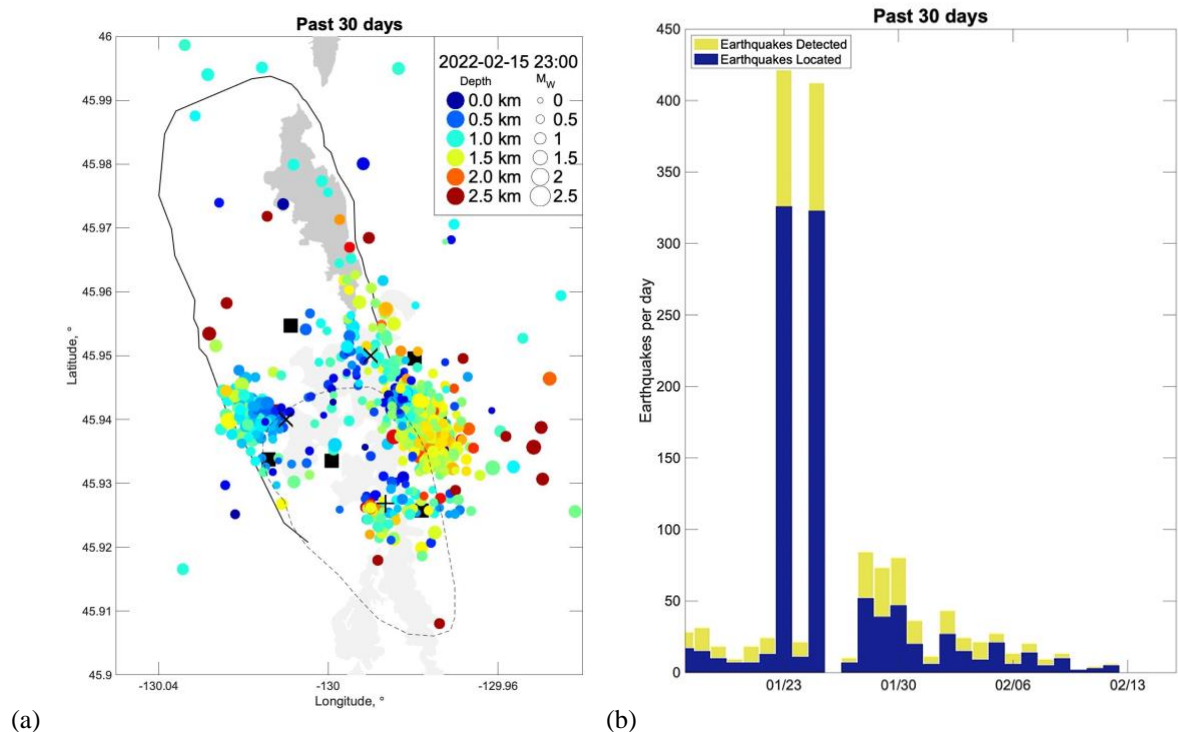 Past 30 days
46
45.99
45.98
45.97
45.96
45.95
45.94
45.93
45.92
45.91
45.9
Latitude, °
-130.04
-130
-129.96
Longitude, °
2022-02-15 23:00
Depth
M_W
0.0 km 0
0.5 km 0.5
1.0 km 1
1.5 km 1.5
2.0 km 2
2.5 km 2.5
(a)
Past 30 days
450
400
350
300
250
200
150
100
50
0
Earthquakes per day
Earthquakes Detected
Earthquakes Located
01/23
01/30
02/06
02/13
(b)